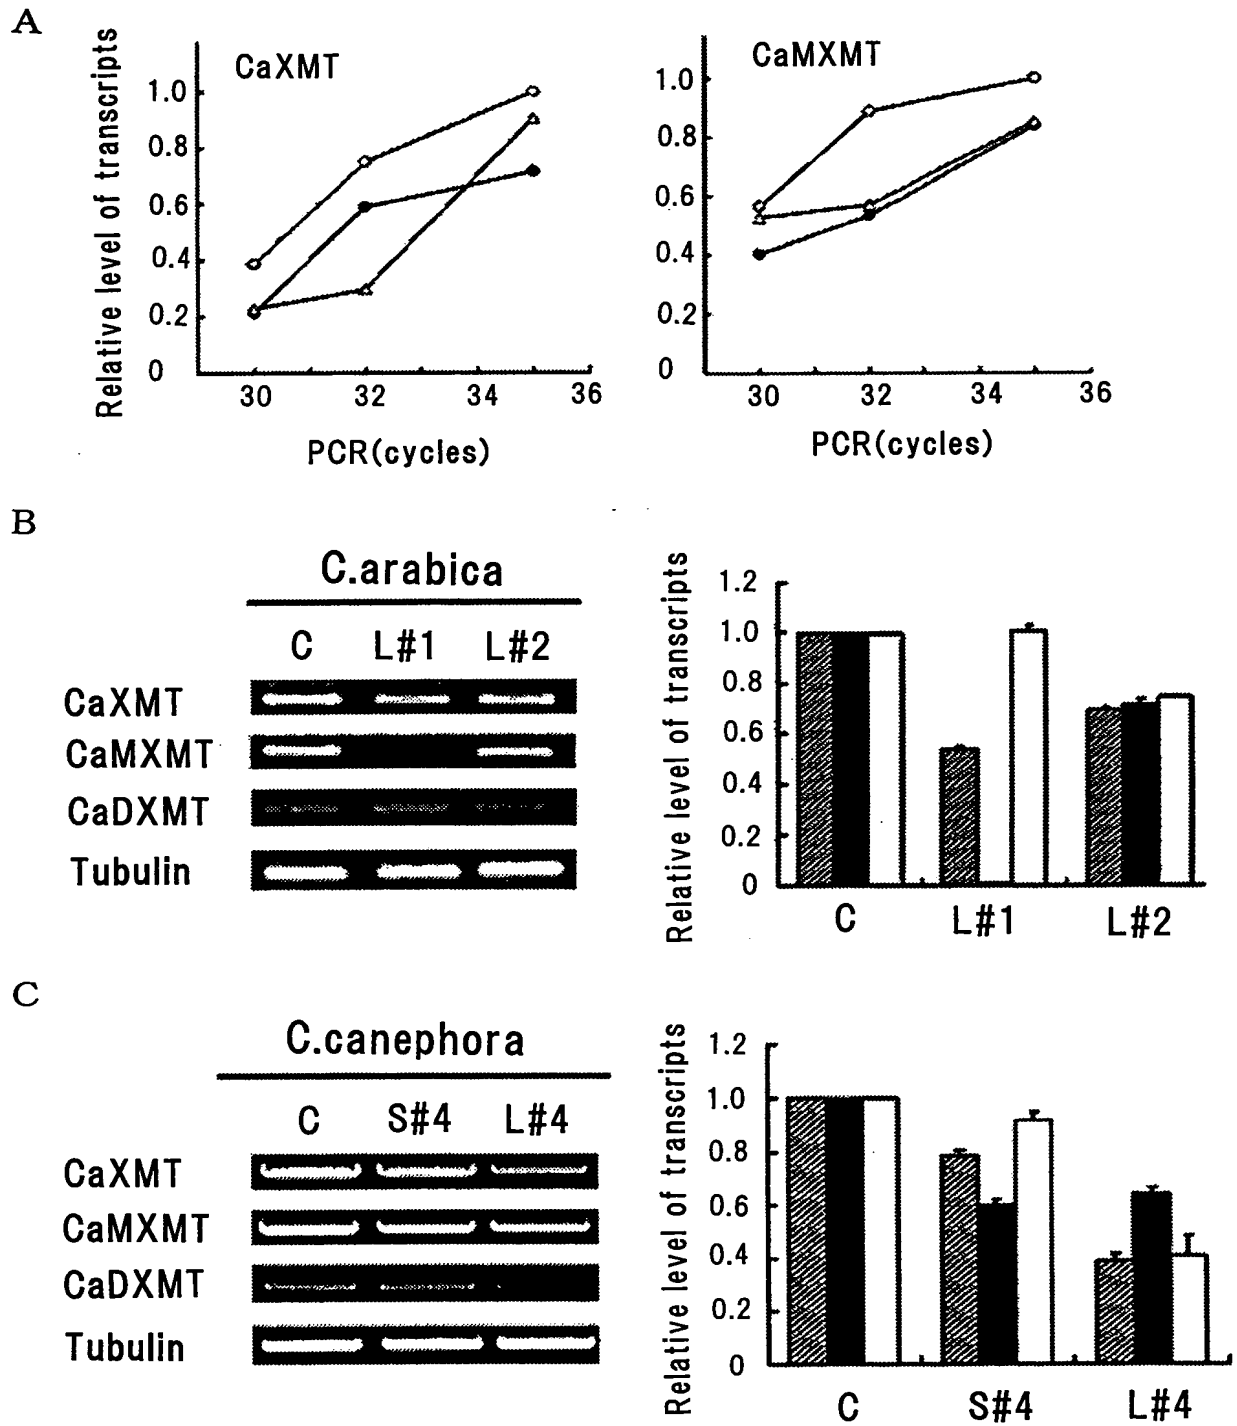 A
CaXMT
Relative level of transcripts
1.0
0.8
0.6
0.4
0.2
0
30 32 34 36
PCR(cycles)
CaMXMT
1.0
0.8
0.6
0.4
0.2
0
30 32 34 36
PCR(cycles)
B
C.arabica
C L#1 L#2
CaXMT
CaMXMT
CaDXMT
Tubulin
Relative level of transcripts
1.2
1.0
0.8
0.6
0.4
0.2
0
C L#1 L#2
C
C.canephora
C S#4 L#4
CaXMT
CaMXMT
CaDXMT
Tubulin
Relative level of transcripts
1.2
1.0
0.8
0.6
0.4
0.2
0
C S#4 L#4